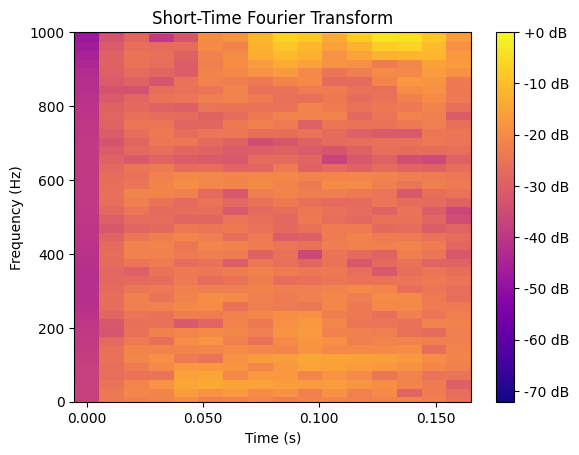 Short-Time Fourier Transform
Frequency (Hz)
1000
800
600
400
200
0
0.000
0.050
0.100
0.150
Time (s)
+0 dB
-10 dB
-20 dB
-30 dB
-40 dB
-50 dB
-60 dB
-70 dB